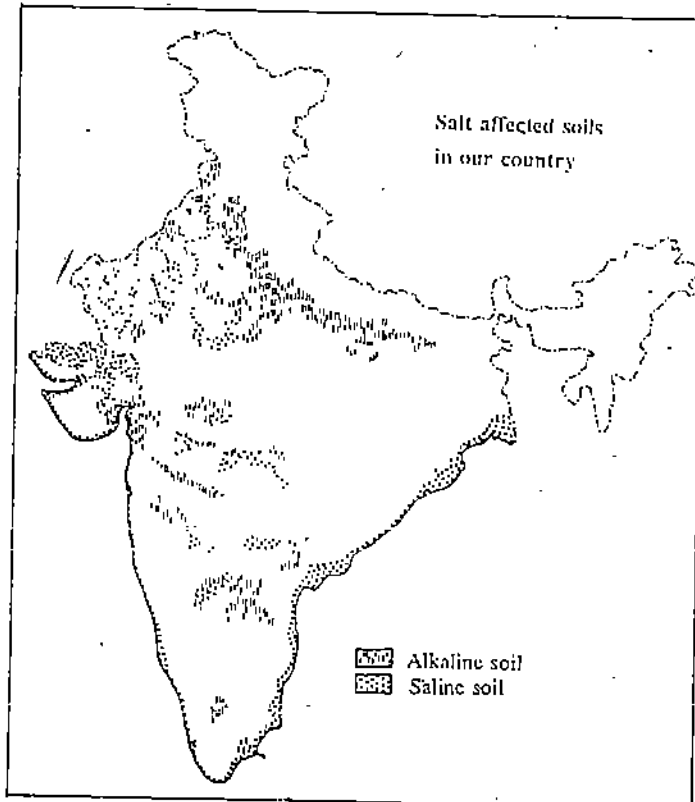 Salt affected soils
in our country
Alkaline soil
Saline soil